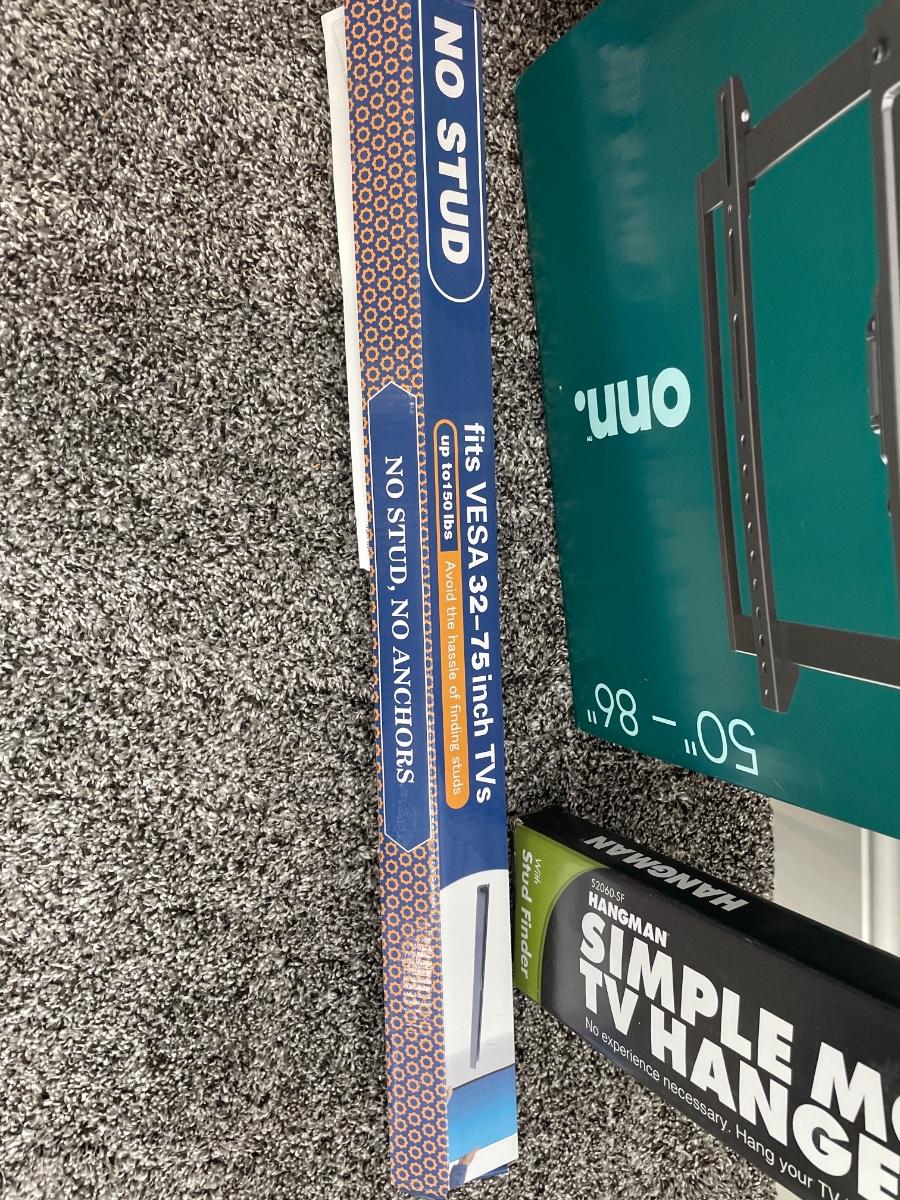 NO STUD
fits VESA 32-75 inch TVs
up to 150 lbs Avoid the hassle of finding studs
NO STUD, NO ANCHORS
onn.
TM
50" – 86"
HANGMAN
With
Stud Finder
S2060-SF
HANGMAN
SIMPLE
TV HANGE
No experience necessary. Hang your TV